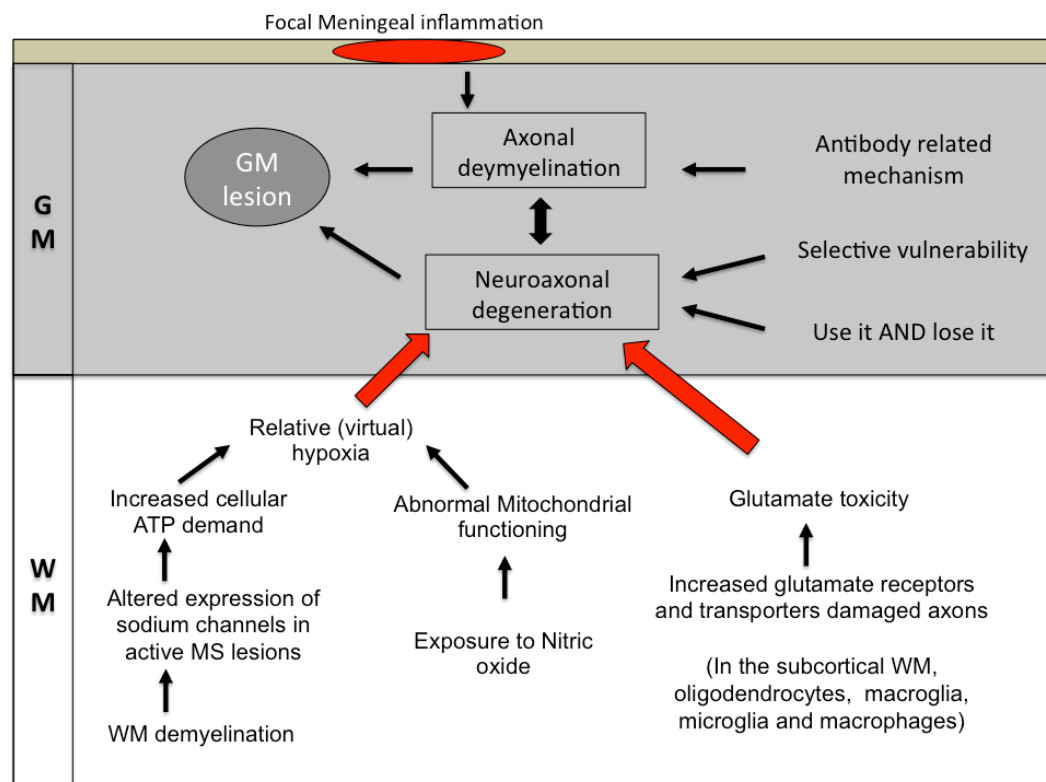 Focal Meningeal inflammation
GM
lesion
Axonal
deymyelination
Antibody related
mechanism
G
M
Neuroaxonal
degeneration
Selective vulnerability
Use it AND lose it
Relative (virtual)
hypoxia
Increased cellular
ATP demand
Abnormal Mitochondrial
functioning
Glutamate toxicity
W
M
Altered expression of
sodium channels in
active MS lesions
Exposure to Nitric
oxide
Increased glutamate receptors
and transporters damaged axons
(In the subcortical WM,
oligodendrocytes, macroglia,
microglia and macrophages)
WM demyelination